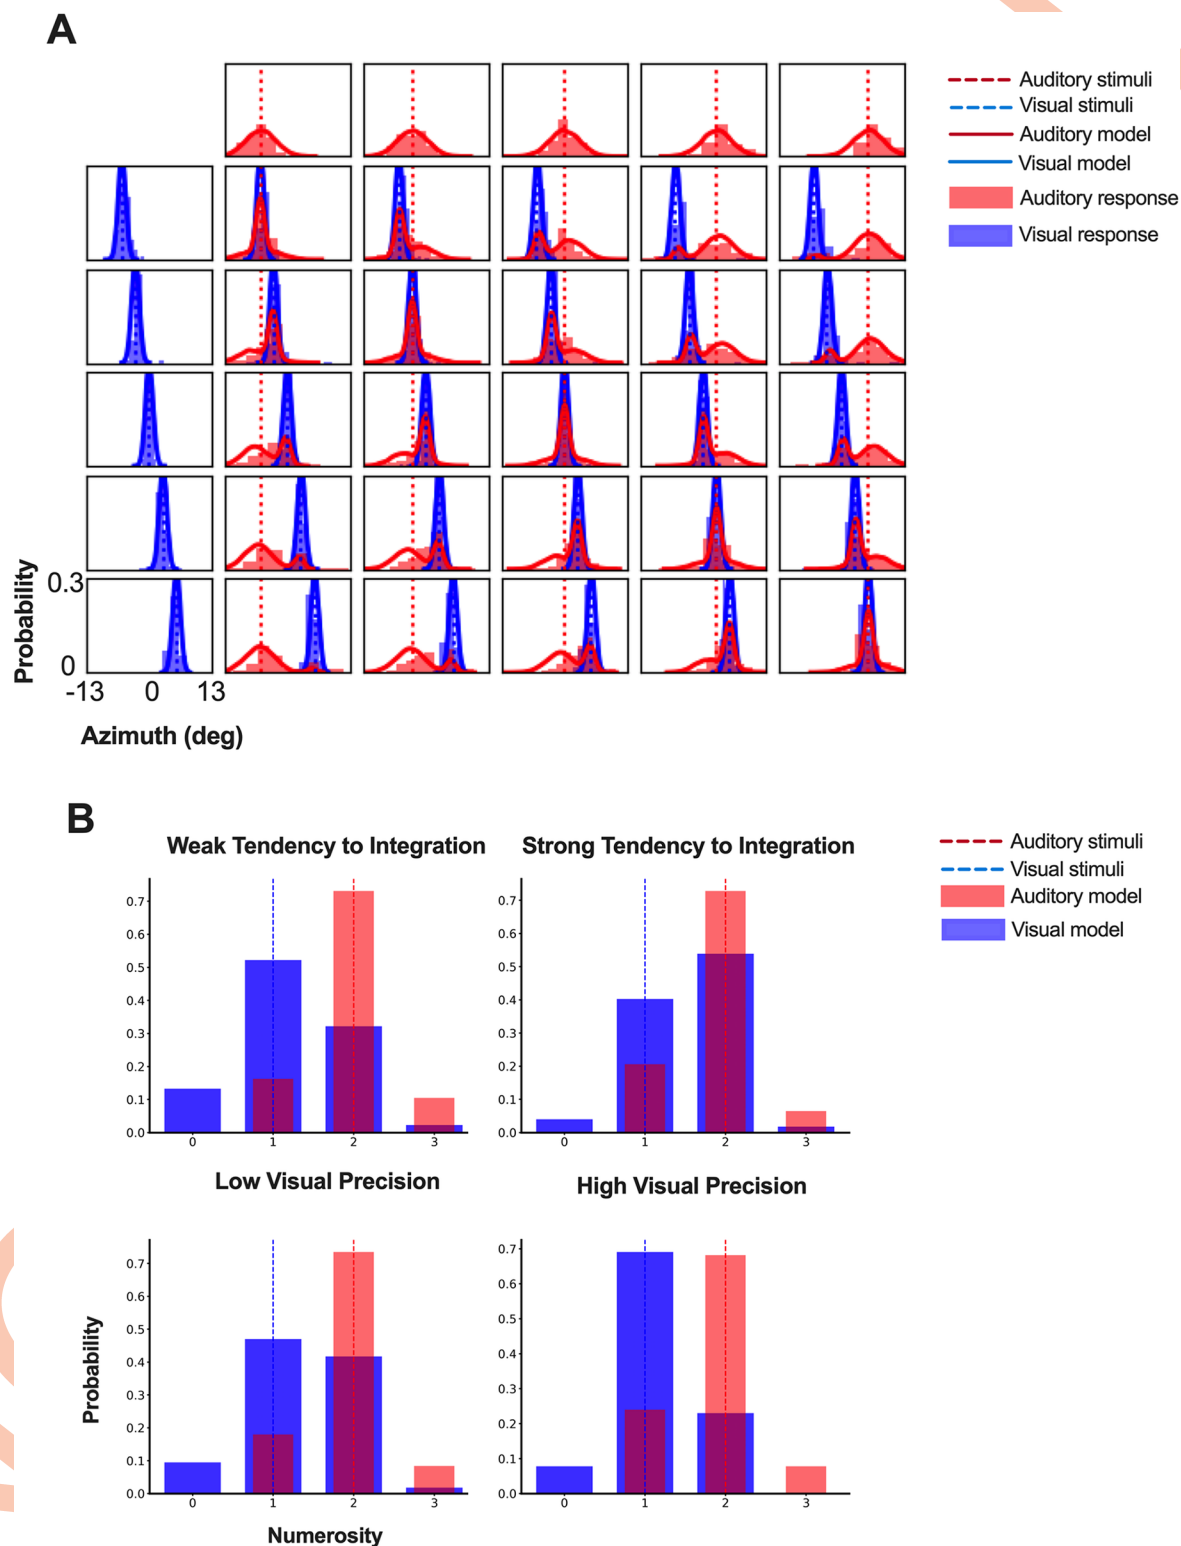 A
Auditory stimuli
Visual stimuli
Auditory model
Visual model
Auditory response
Visual response
Probability
0.3
0
-13 0 13
Azimuth (deg)
B
Weak Tendency to Integration
Strong Tendency to Integration
Auditory stimuli
Visual stimuli
Auditory model
Visual model
0.7
0.6
0.5
0.4
0.3
0.2
0.1
0.0
0 1 2 3
0.7
0.6
0.5
0.4
0.3
0.2
0.1
0.0
0 1 2 3
Low Visual Precision
High Visual Precision
Probability
0.7
0.6
0.5
0.4
0.3
0.2
0.1
0.0
0 1 2 3
0.7
0.6
0.5
0.4
0.3
0.2
0.1
0.0
0 1 2 3
Numerosity